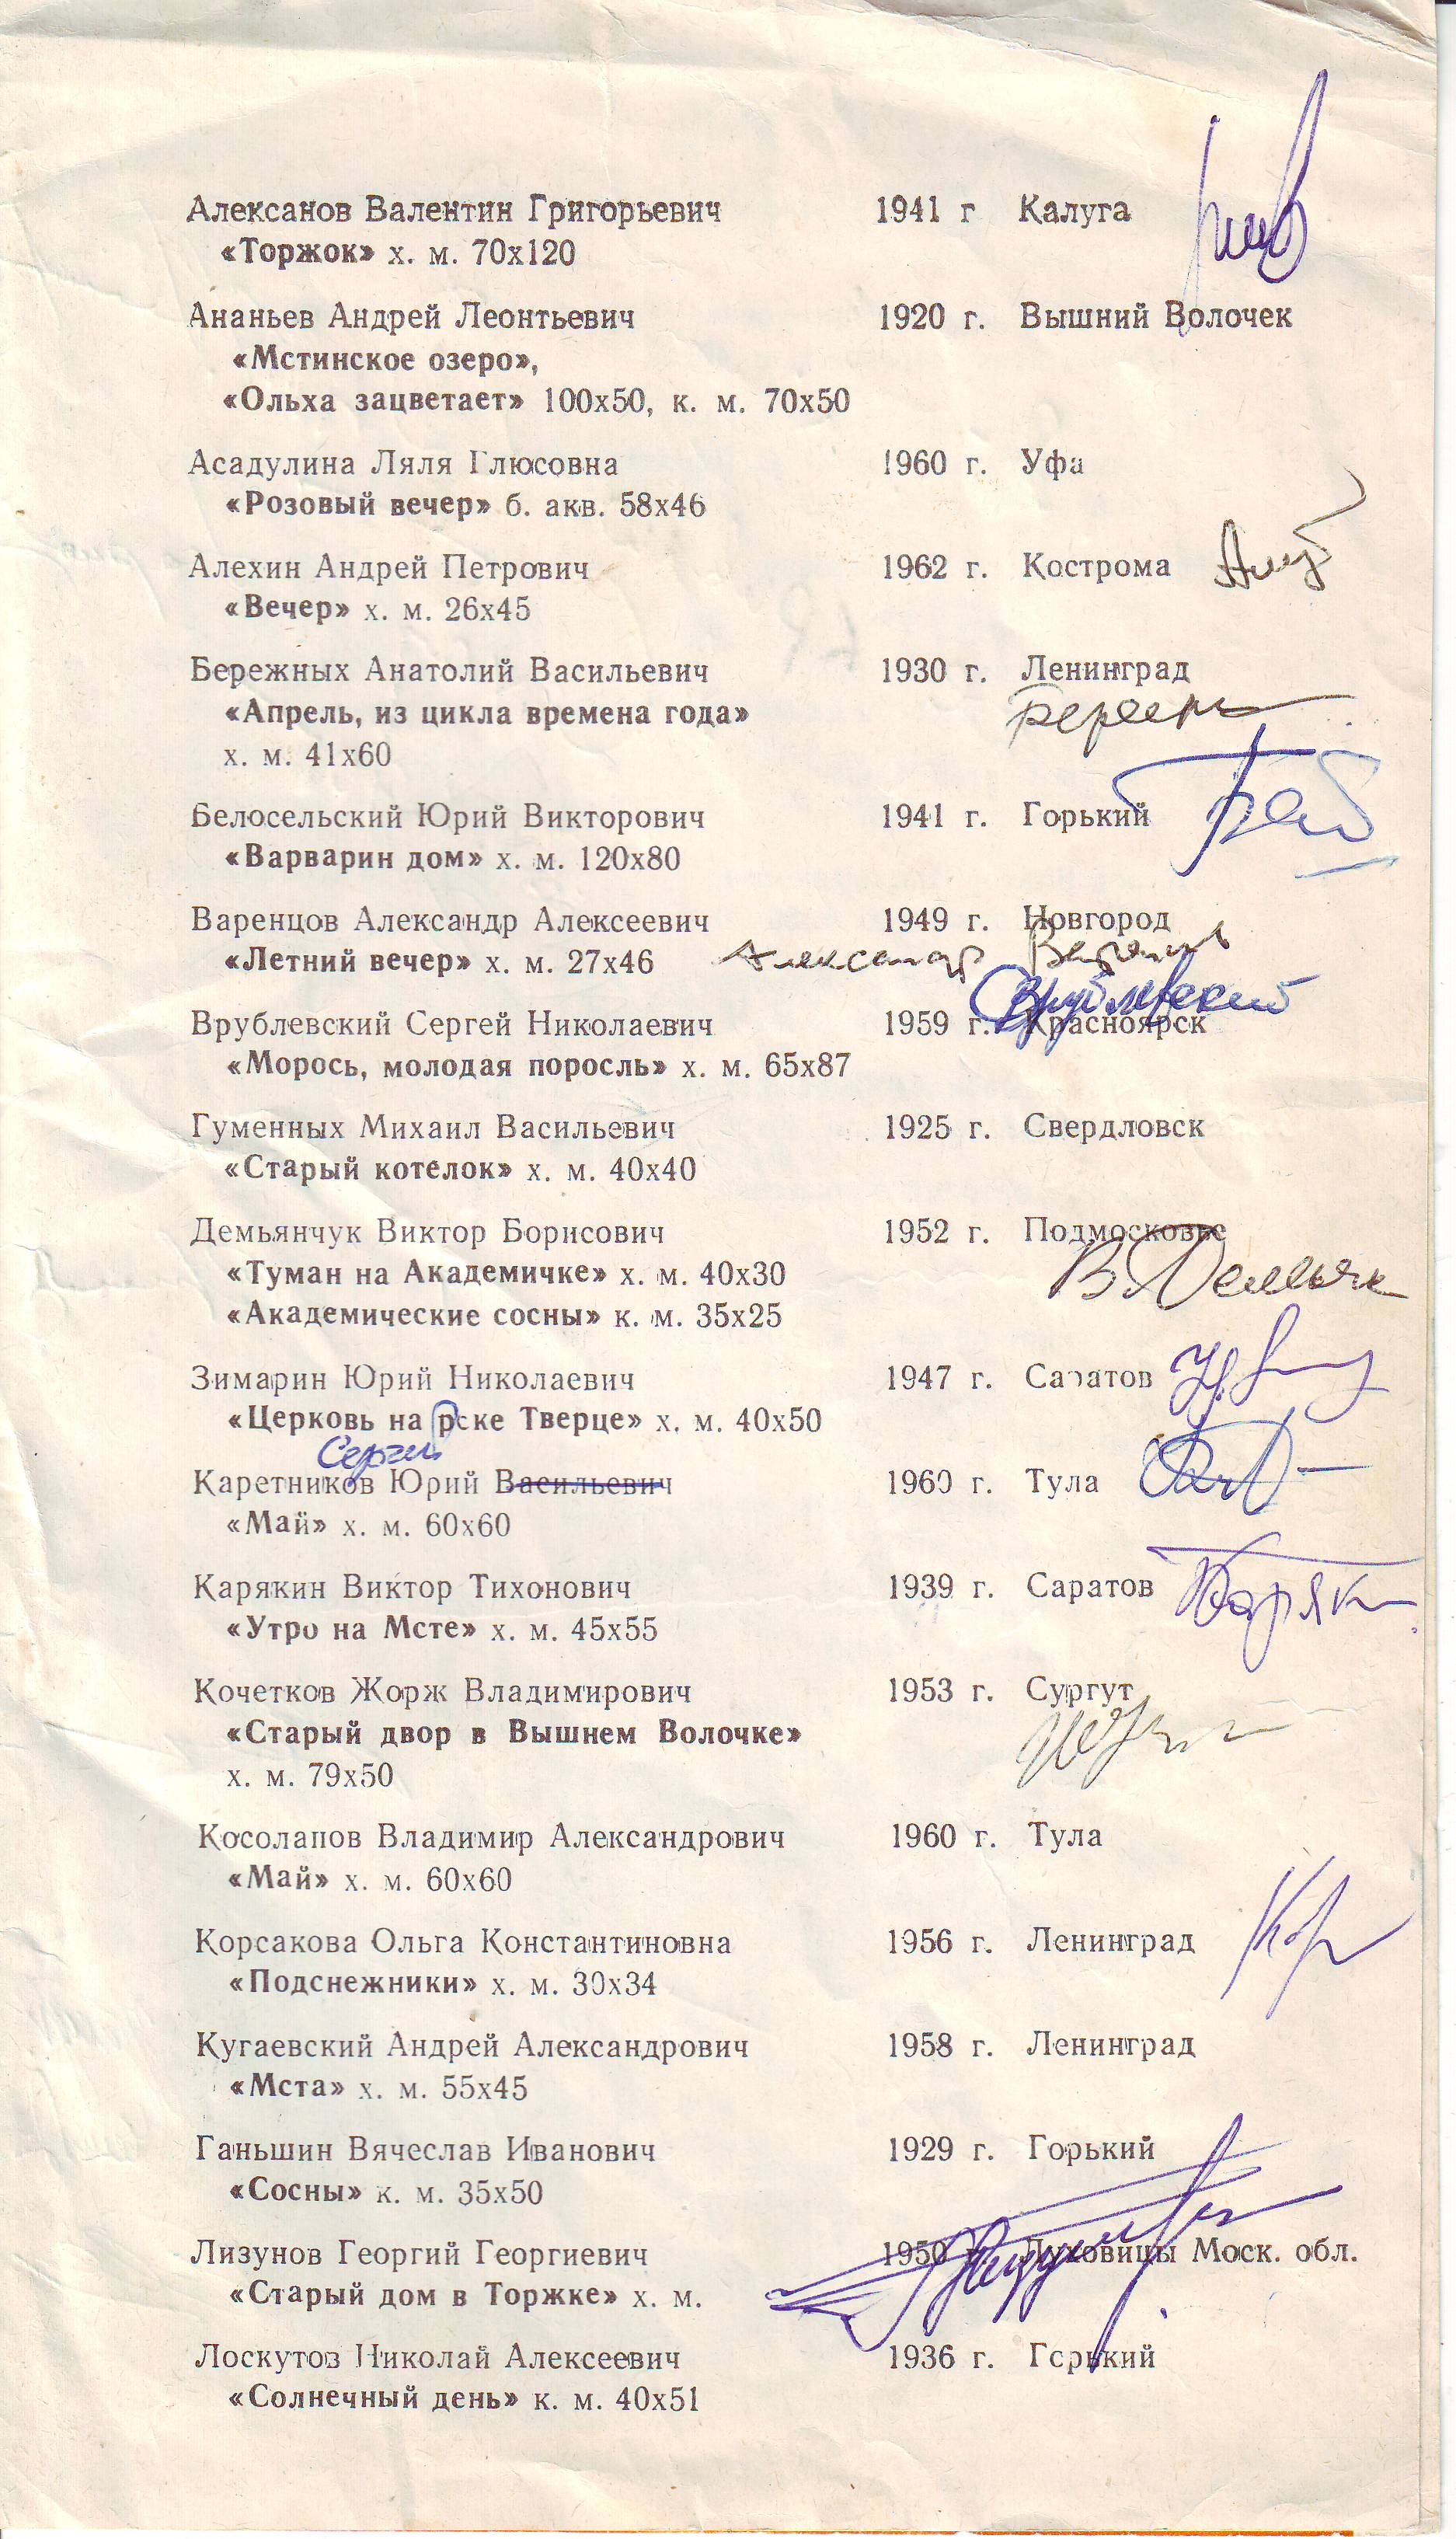 Алексанов Валентин Григорьевич 1941 г Калуга
«Торжок» х. м. 70х120
Ананьев Андрей Леонтьевич 1920 г. Вышний Волочек
«Мстинское озеро»,
«Ольха зацветает» 100х50, к. м. 70х50
Асадулина Ляля Глюсовна 1960 г. Уфа
«Розовый вечер» б. акв. 58х46
Алехин Андрей Петрович 1962 г. Кострома
«Вечер» х. м. 26х45
Бережных Анатолий Васильевич 1930 г. Ленинград
«Апрель, из цикла времена года»
х. м. 41х60
Белосельский Юрий Викторович 1941 г. Горький
«Варварин дом» х. м. 120х80
Варенцов Александр Алексеевич 1949 г. Новгород
«Летний вечер» х. м. 27х46 Александр
Врублевский
Врублевский Сергей Николаевич 1959 г. Красноярск
«Морось, молодая поросль» х. м. 65х87
Гуменных Михаил Васильевич 1925 г. Свердловск
«Старый котелок» х. м. 40х40
Демьянчук Виктор Борисович 1952 г. Подмосковье
«Туман на Академичке» х. м. 40х30
«Академические сосны» к. м. 35х25
Зимарин Юрий Николаевич 1947 г. Саратов
«Церковь на рске Тверце» х. м. 40х50
Сергей
Каретников Юрий Васильевич 1960 г. Тула
«Май» х. м. 60х60
Карякин Виктор Тихонович 1939 г. Саратов
«Утро на Мсте» х. м. 45х55
Кочетков Жорж Владимирович 1953 г. Сургут
«Старый двор в Вышнем Волочке»
х. м. 79х50
Косолапов Владимир Александрович 1960 г. Тула
«Май» х. м. 60х60
Корсакова Ольга Константиновна 1956 г. Ленинград
«Подснежники» х. м. 30х34
Кугаевский Андрей Александрович 1958 г. Ленинград
«Мста» х. м. 55х45
Ганьшин Вячеслав Иванович 1929 г. Горький
«Сосны» к. м. 35х50
Лизунов Георгий Георгиевич 1950 г. Луховицы Моск. обл.
«Старый дом в Торжке» х. м.
Лоскутов Николай Алексеевич 1936 г. Горький
«Солнечный день» к. м. 40х51